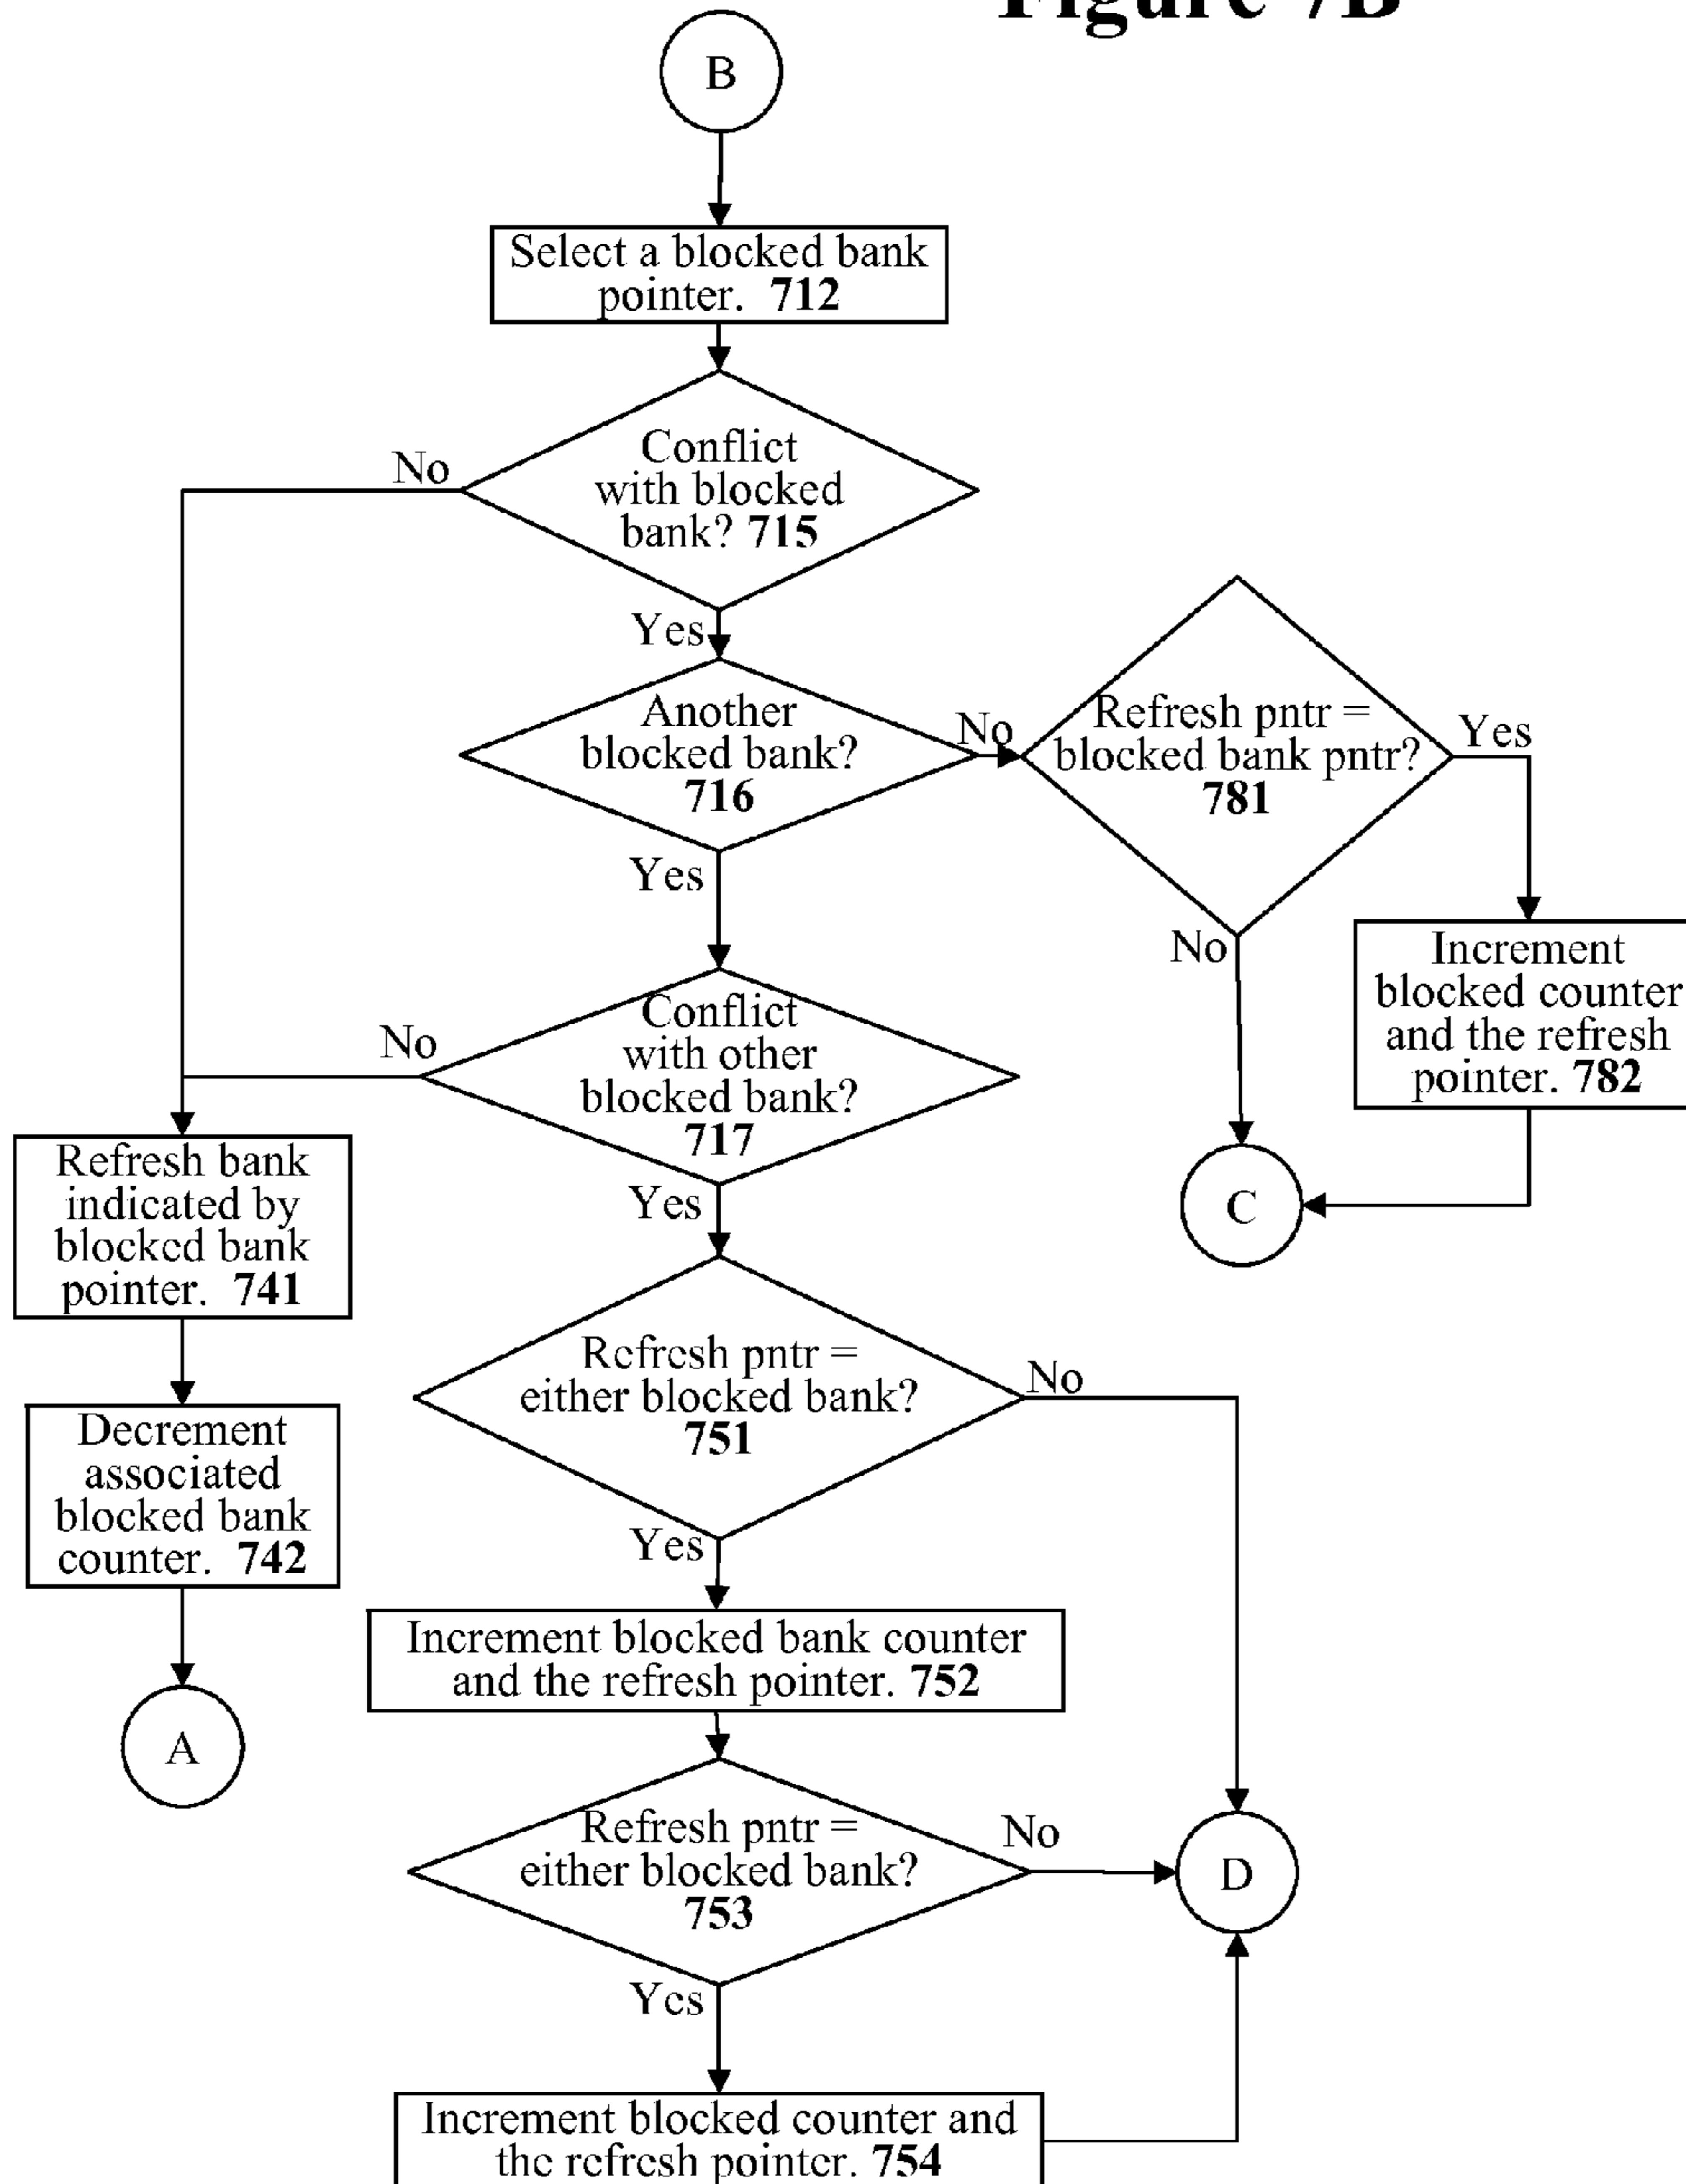 Figure 7B
B
Select a blocked bank
pointer. 712
Conflict
with blocked
bank? 715
No
Yes
Another
blocked bank?
716
No
Refresh pntr =
blocked bank pntr?
781
Yes
Yes
No
Increment
blocked counter
and the refresh
pointer. 782
Conflict
with other
blocked bank?
717
No
Yes
C
Refresh bank
indicated by
blocked bank
pointer. 741
Refresh pntr =
either blocked bank?
751
No
Yes
Decrement
associated
blocked bank
counter. 742
Increment blocked bank counter
and the refresh pointer. 752
A
Refresh pntr =
either blocked bank?
753
No
D
Yes
Increment blocked counter and
the refresh pointer. 754